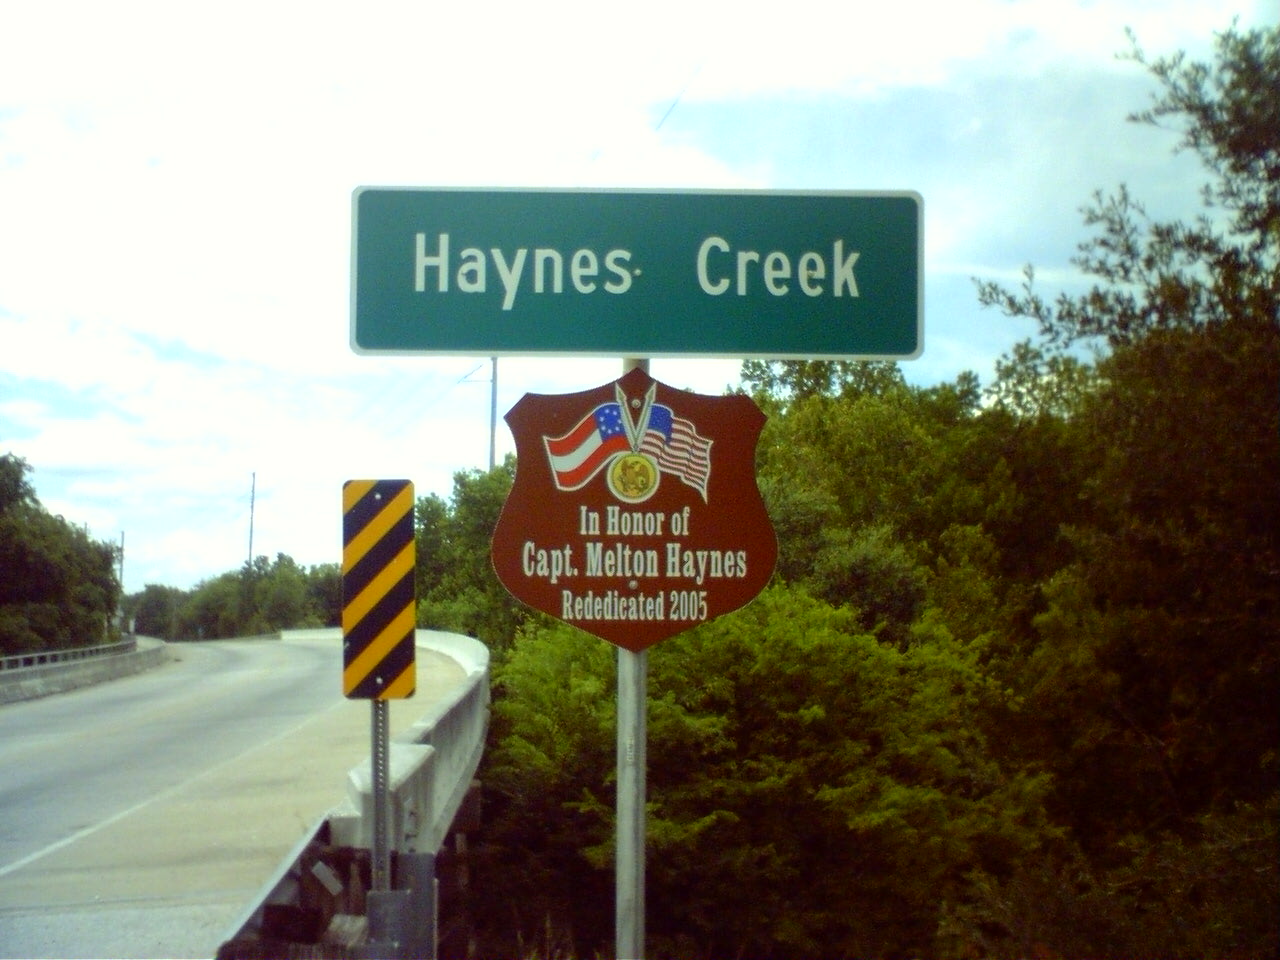 Haynes Creek
In Honor of
Capt. Melton Haynes
Rededicated 2005